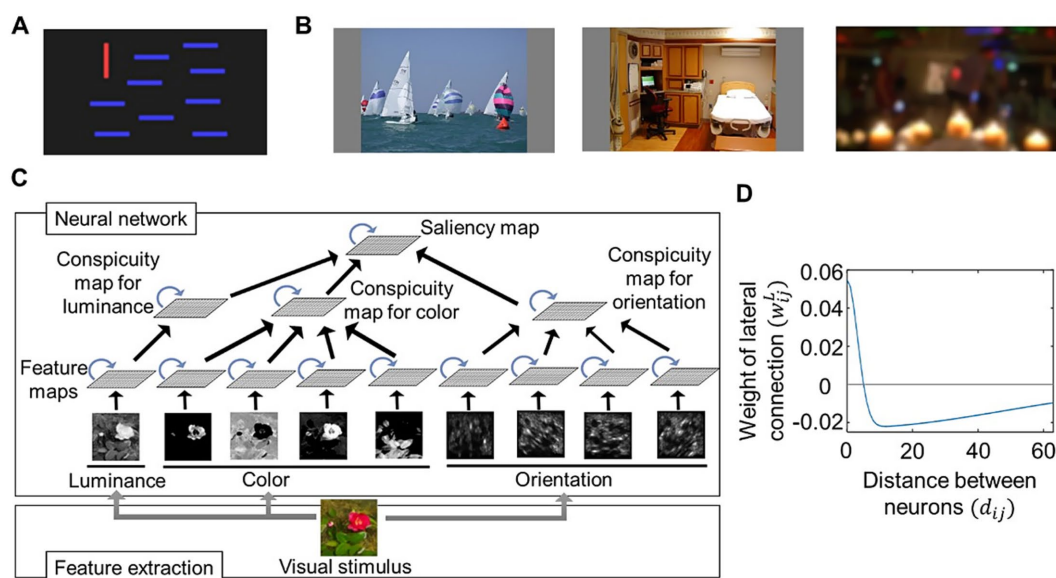 A
B
C
Neural network
Saliency map
Conspicuity
map for
luminance
Conspicuity
map for color
Conspicuity
map for
orientation
Feature
maps
Luminance
Color
Orientation
Visual stimulus
Feature extraction
D
Weight of lateral
connection (w^L_ij)
0.06
0.04
0.02
0
-0.02
0
20
40
60
Distance between
neurons (d_ij)